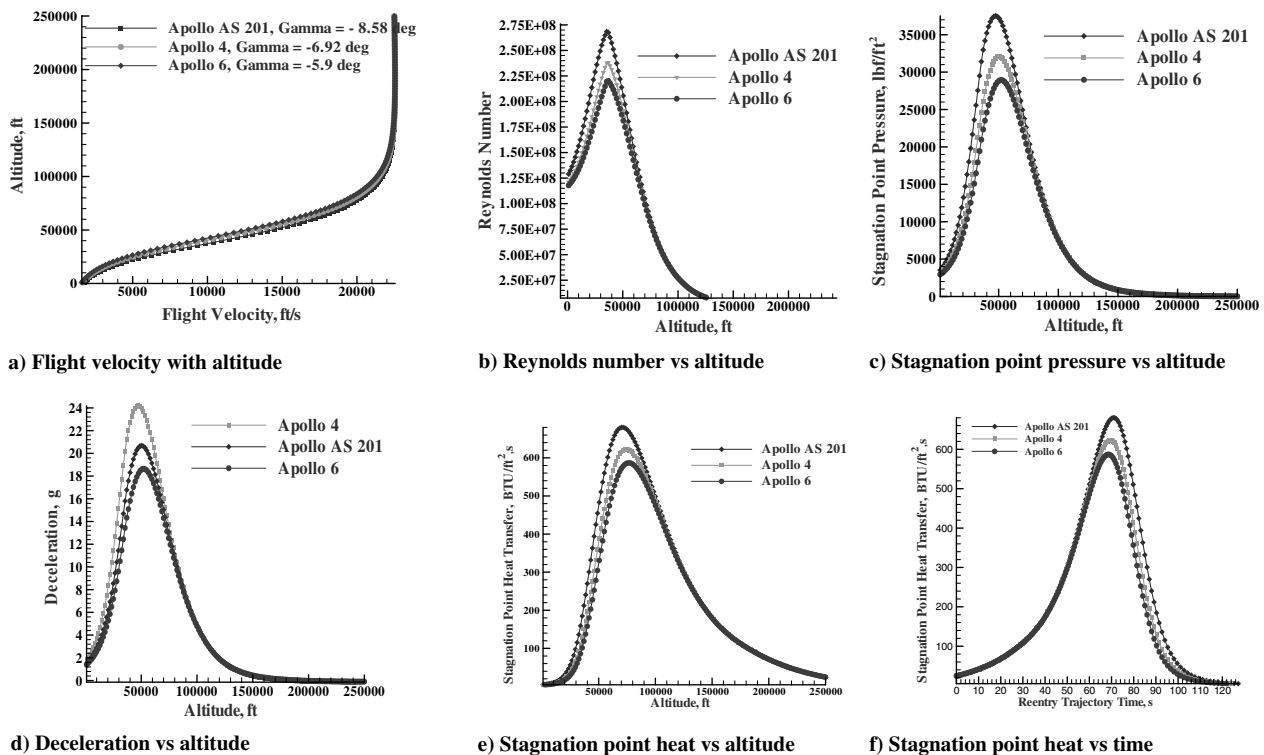 250000
200000
150000
100000
50000
0
Altitude, ft
5000
10000
15000
20000
Flight Velocity, ft/s
Apollo AS 201, Gamma = - 8.58 deg
Apollo 4, Gamma = -6.92 deg
Apollo 6, Gamma = -5.9 deg
a) Flight velocity with altitude
2.75E+08
2.50E+08
2.25E+08
2.00E+08
1.75E+08
1.50E+08
1.25E+08
1.00E+08
7.50E+07
5.00E+07
2.50E+07
Reynolds Number
0
50000
100000
150000
200000
Altitude, ft
Apollo AS 201
Apollo 4
Apollo 6
b) Reynolds number vs altitude
35000
30000
25000
20000
15000
10000
5000
0
Stagnation Point Pressure, lbf/ft²
50000
100000
150000
200000
250000
Altitude, ft
Apollo AS 201
Apollo 4
Apollo 6
c) Stagnation point pressure vs altitude
24
22
20
18
16
14
12
10
8
6
4
2
0
Deceleration, g
50000
100000
150000
200000
250000
Altitude, ft
Apollo 4
Apollo AS 201
Apollo 6
d) Deceleration vs altitude
600
500
400
300
200
100
Stagnation Point Heat Transfer, BTU/ft²,s
50000
100000
150000
200000
250000
Altitude, ft
Apollo AS 201
Apollo 4
Apollo 6
e) Stagnation point heat vs altitude
600
500
400
300
200
100
Stagnation Point Heat Transfer, BTU/ft²,s
0
10
20
30
40
50
60
70
80
90
100
110
120
Reentry Trajectory Time, s
Apollo AS 201
Apollo 4
Apollo 6
f) Stagnation point heat vs time